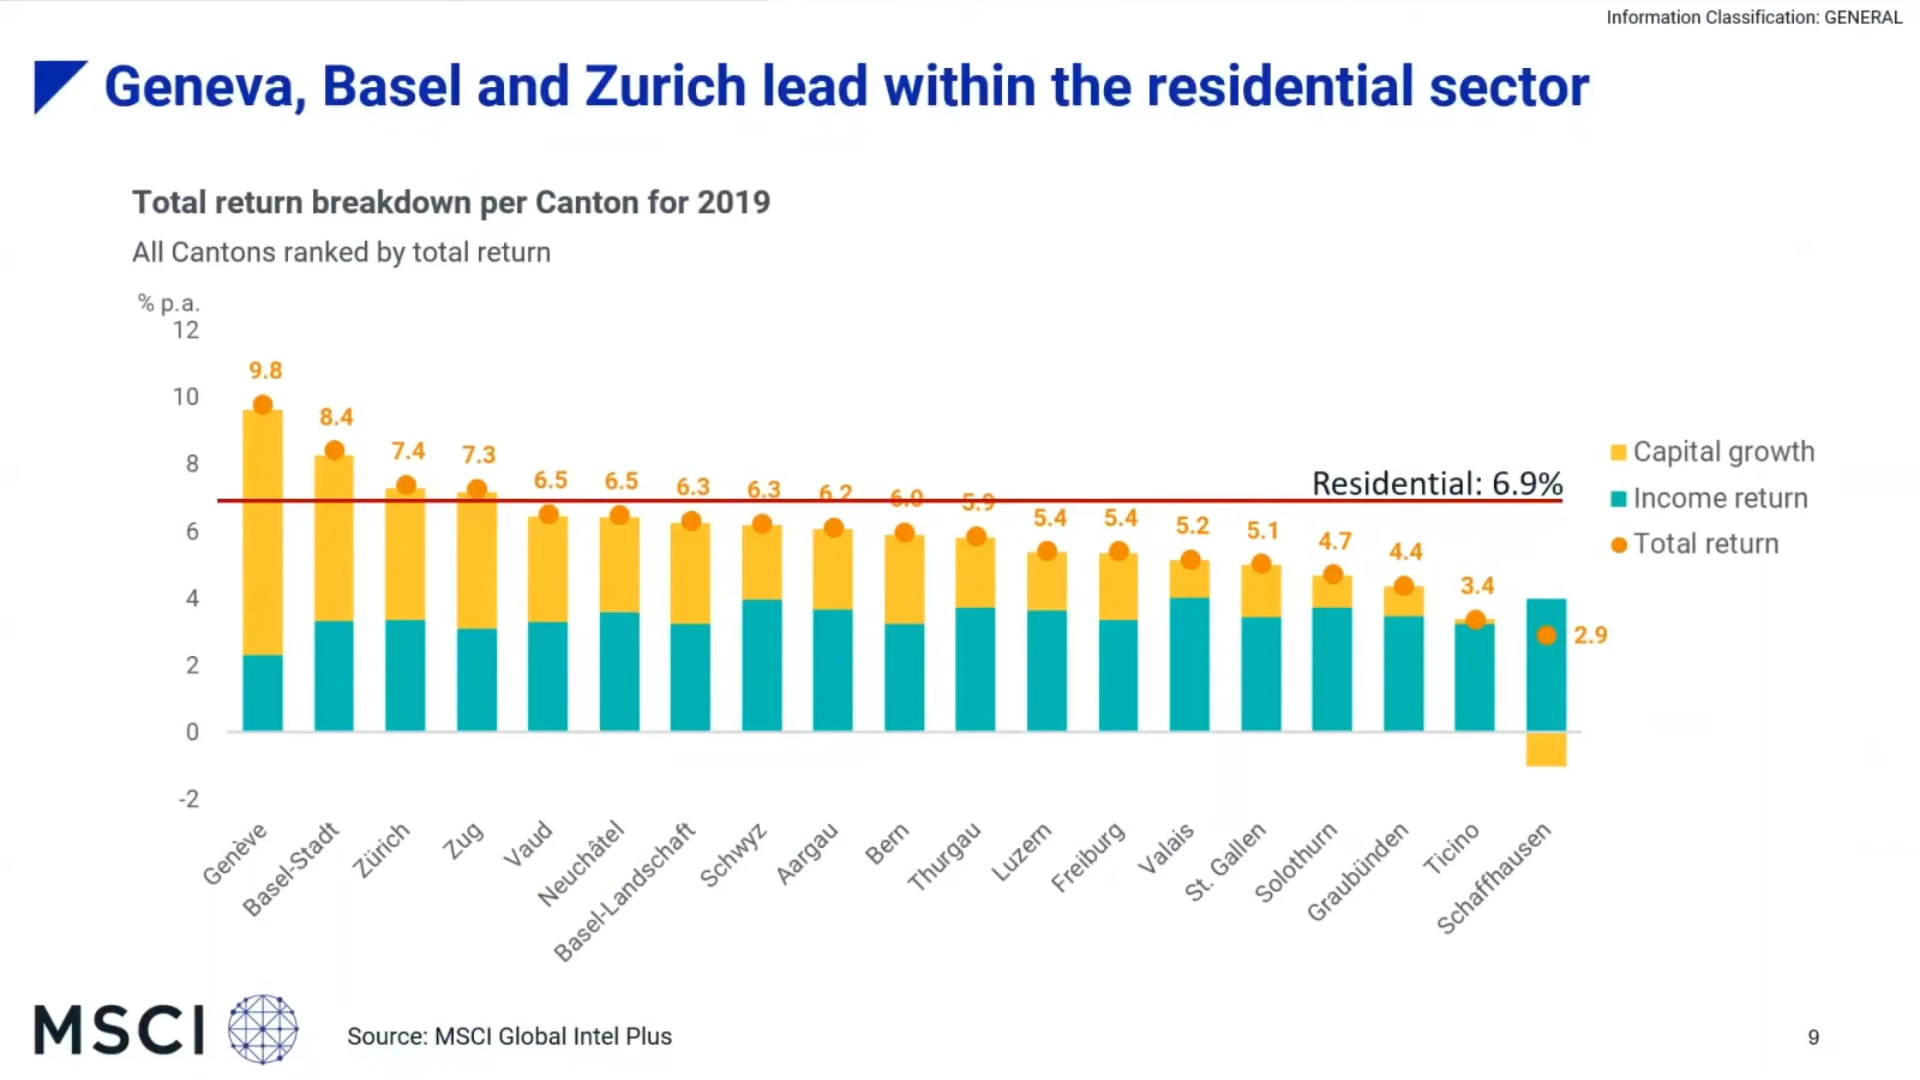 Information Classification: GENERAL
Geneva, Basel and Zurich lead within the residential sector
Total return breakdown per Canton for 2019
All Cantons ranked by total return
% p.a.
12
10
8
6
4
2
0
-2
9.8
8.4
7.4
7.3
6.5
6.5
6.3
6.3
6.2
6.0
5.9
5.4
5.4
5.2
5.1
4.7
4.4
3.4
2.9
Residential: 6.9%
Capital growth
Income return
Total return
Genève
Basel-Stadt
Zürich
Zug
Vaud
Neuchâtel
Basel-Landschaft
Schwyz
Aargau
Bern
Thurgau
Luzern
Freiburg
Valais
St. Gallen
Solothurn
Graubünden
Ticino
Schaffhausen
MSCI
Source: MSCI Global Intel Plus
9